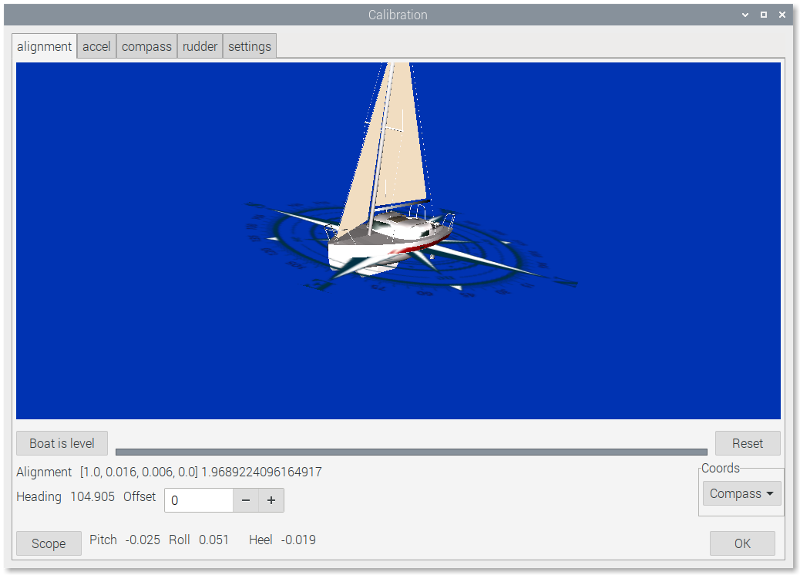 Calibration
alignment accel compass rudder settings
Boat is level
Reset
Alignment [1.0, 0.016, 0.006, 0.0] 1.9689224096164917
Coords
Heading 104.905 Offset 0 − +
Compass
Scope Pitch -0.025 Roll 0.051 Heel -0.019
OK